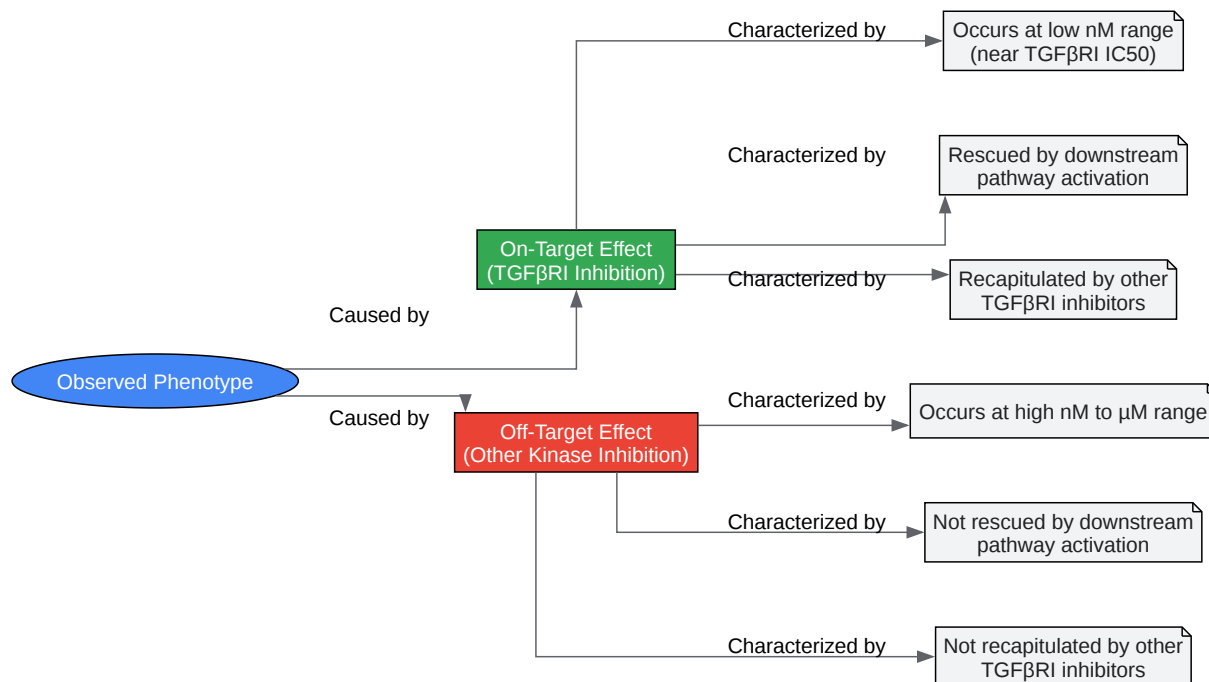 Characterized by
Occurs at low nM range
(near TGFβRI IC50)
Characterized by
Rescued by downstream
pathway activation
On-Target Effect
(TGFβRI Inhibition)
Characterized by
Recapitulated by other
TGFβRI inhibitors
Caused by
Observed Phenotype
Caused by
Characterized by
Occurs at high nM to µM range
Off-Target Effect
(Other Kinase Inhibition)
Characterized by
Not rescued by downstream
pathway activation
Characterized by
Not recapitulated by other
TGFβRI inhibitors